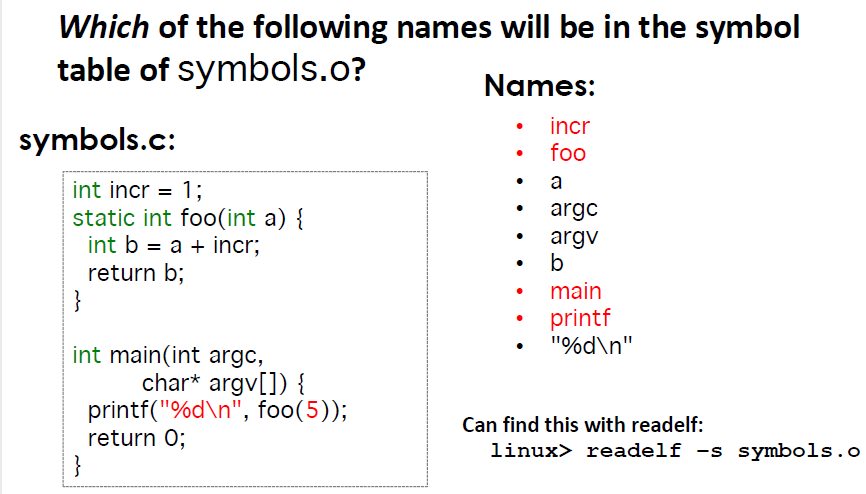 Which of the following names will be in the symbol
table of symbols.o?
Names:
symbols.c:
• incr
• foo
• a
• argc
• argv
• b
• main
• printf
• "%d\n"
int incr = 1;
static int foo(int a) {
int b = a + incr;
return b;
}
int main(int argc,
char* argv[]) {
printf("%d\n", foo(5));
return 0;
}
Can find this with readelf:
linux> readelf -s symbols.o